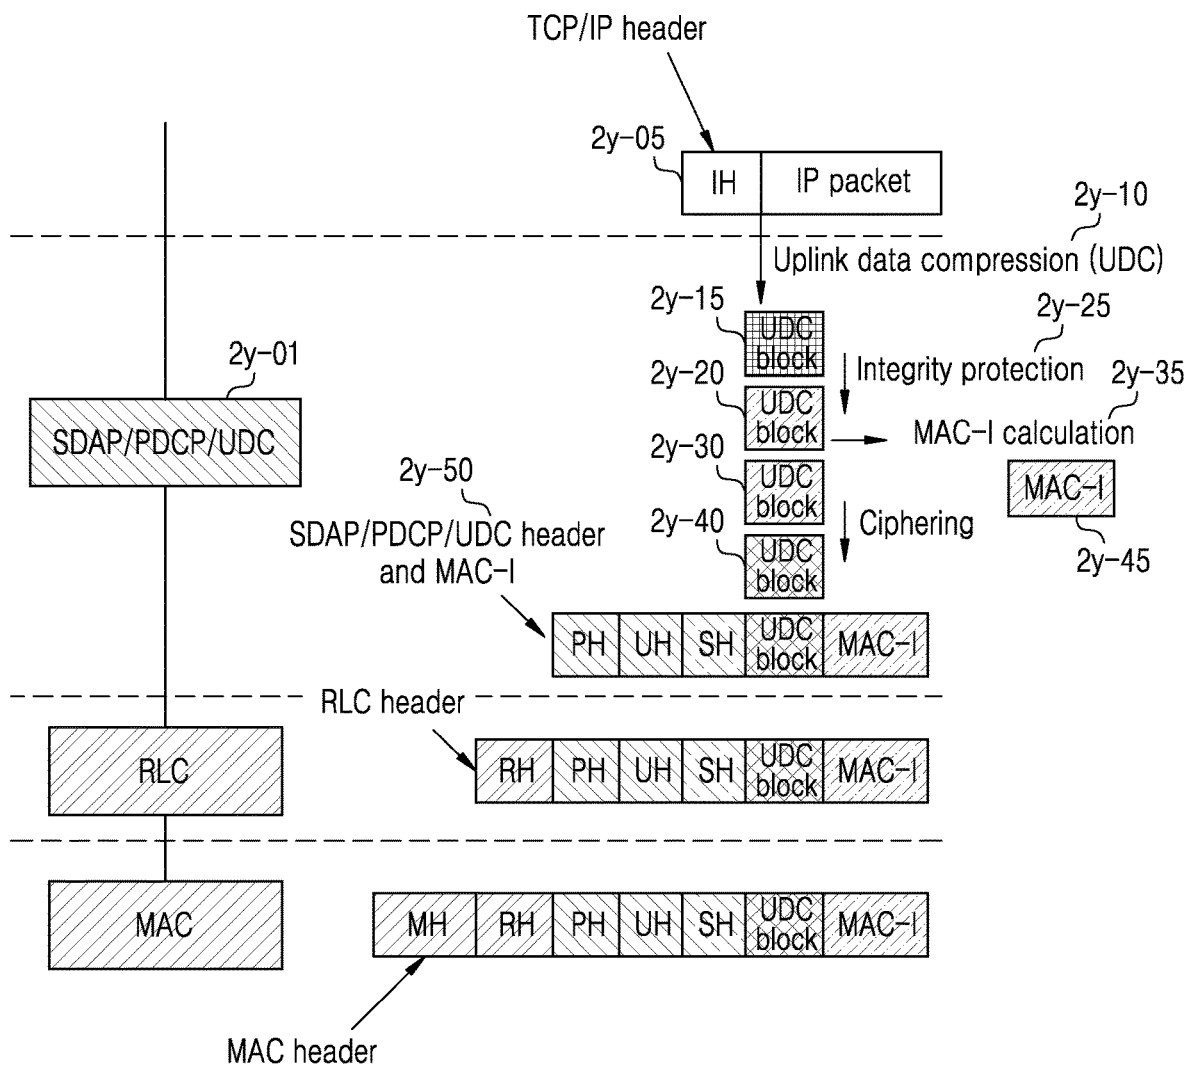 TCP/IP header
2y-05
IH
IP packet
2y-10
Uplink data compression (UDC)
2y-15
UDC
block
2y-25
Integrity protection
2y-01
2y-20
UDC
block
2y-35
MAC-I calculation
SDAP/PDCP/UDC
2y-30
UDC
block
MAC-I
2y-45
2y-50
SDAP/PDCP/UDC header
and MAC-I
2y-40
UDC
block
Ciphering
PH
UH
SH
UDC
block
MAC-I
RLC header
RLC
RH
PH
UH
SH
UDC
block
MAC-I
MAC
MH
RH
PH
UH
SH
UDC
block
MAC-I
MAC header